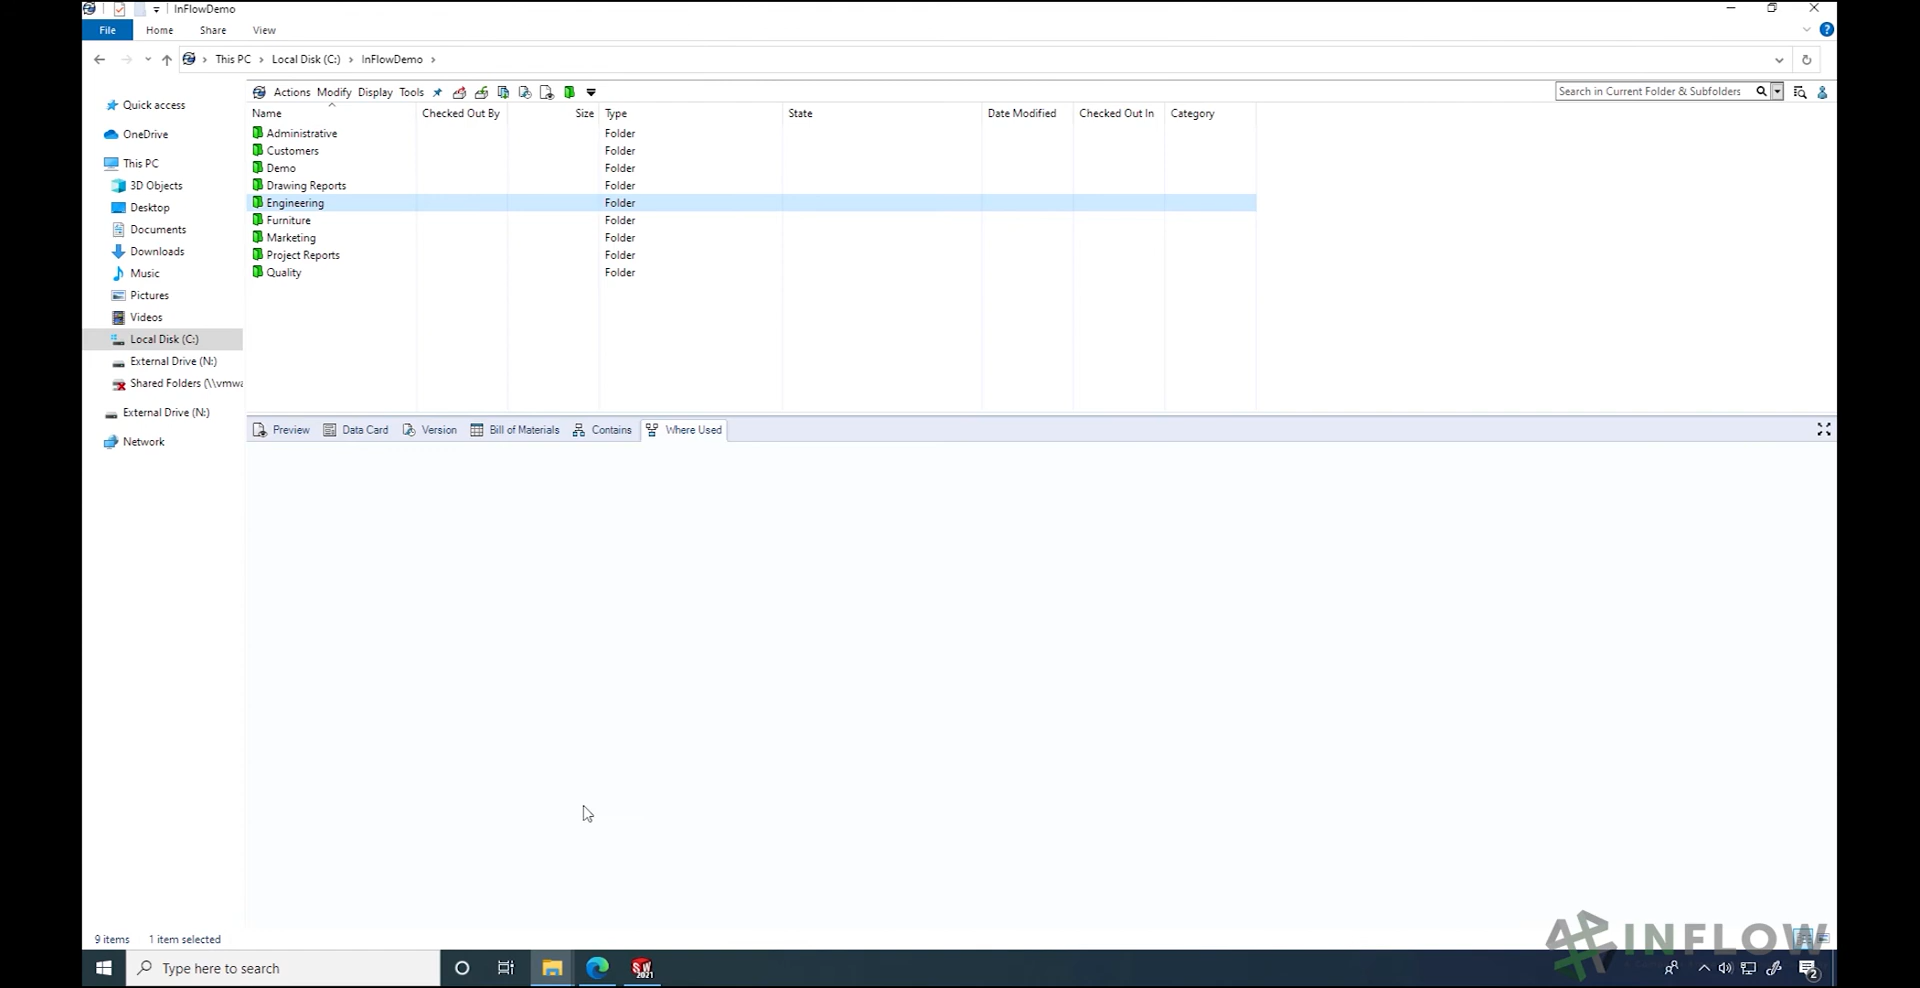 InFlowDemo
File Home Share View
This PC Local Disk (C:) InFlowDemo
Actions Modify Display Tools
Search in Current Folder & Subfolders
Name Checked Out By Size Type State Date Modified Checked Out In Category
Administrative Folder
Customers Folder
Demo Folder
Drawing Reports Folder
Engineering Folder
Furniture Folder
Marketing Folder
Project Reports Folder
Quality Folder
Quick access
OneDrive
This PC
3D Objects
Desktop
Documents
Downloads
Music
Pictures
Videos
Local Disk (C:)
External Drive (N:)
Shared Folders (\\vmwa
External Drive (N:)
Network
Preview Data Card Version Bill of Materials Contains Where Used
9 items 1 item selected
INFLOW
Type here to search
SW
2021
2